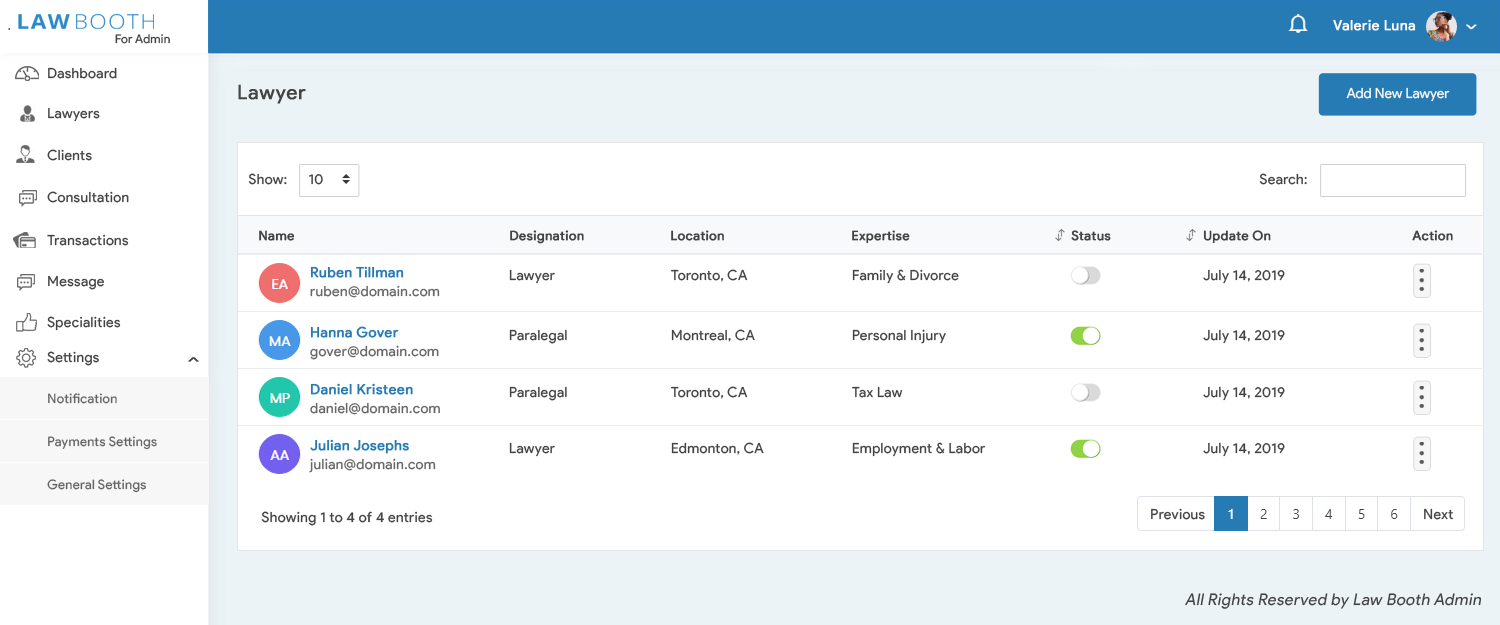 LAWBOOTH
For Admin
Valerie Luna
Dashboard
Lawyers
Clients
Consultation
Transactions
Message
Specialities
Settings
Notification
Payments Settings
General Settings
Lawyer
Add New Lawyer
Show: 10
Search:
Name Designation Location Expertise Status Update On Action
EA Ruben Tillman Lawyer Toronto, CA Family & Divorce July 14, 2019
ruben@domain.com
MA Hanna Gover Paralegal Montreal, CA Personal Injury July 14, 2019
gover@domain.com
MP Daniel Kristeen Paralegal Toronto, CA Tax Law July 14, 2019
daniel@domain.com
AA Julian Josephs Lawyer Edmonton, CA Employment & Labor July 14, 2019
julian@domain.com
Showing 1 to 4 of 4 entries
Previous 1 2 3 4 5 6 Next
All Rights Reserved by Law Booth Admin